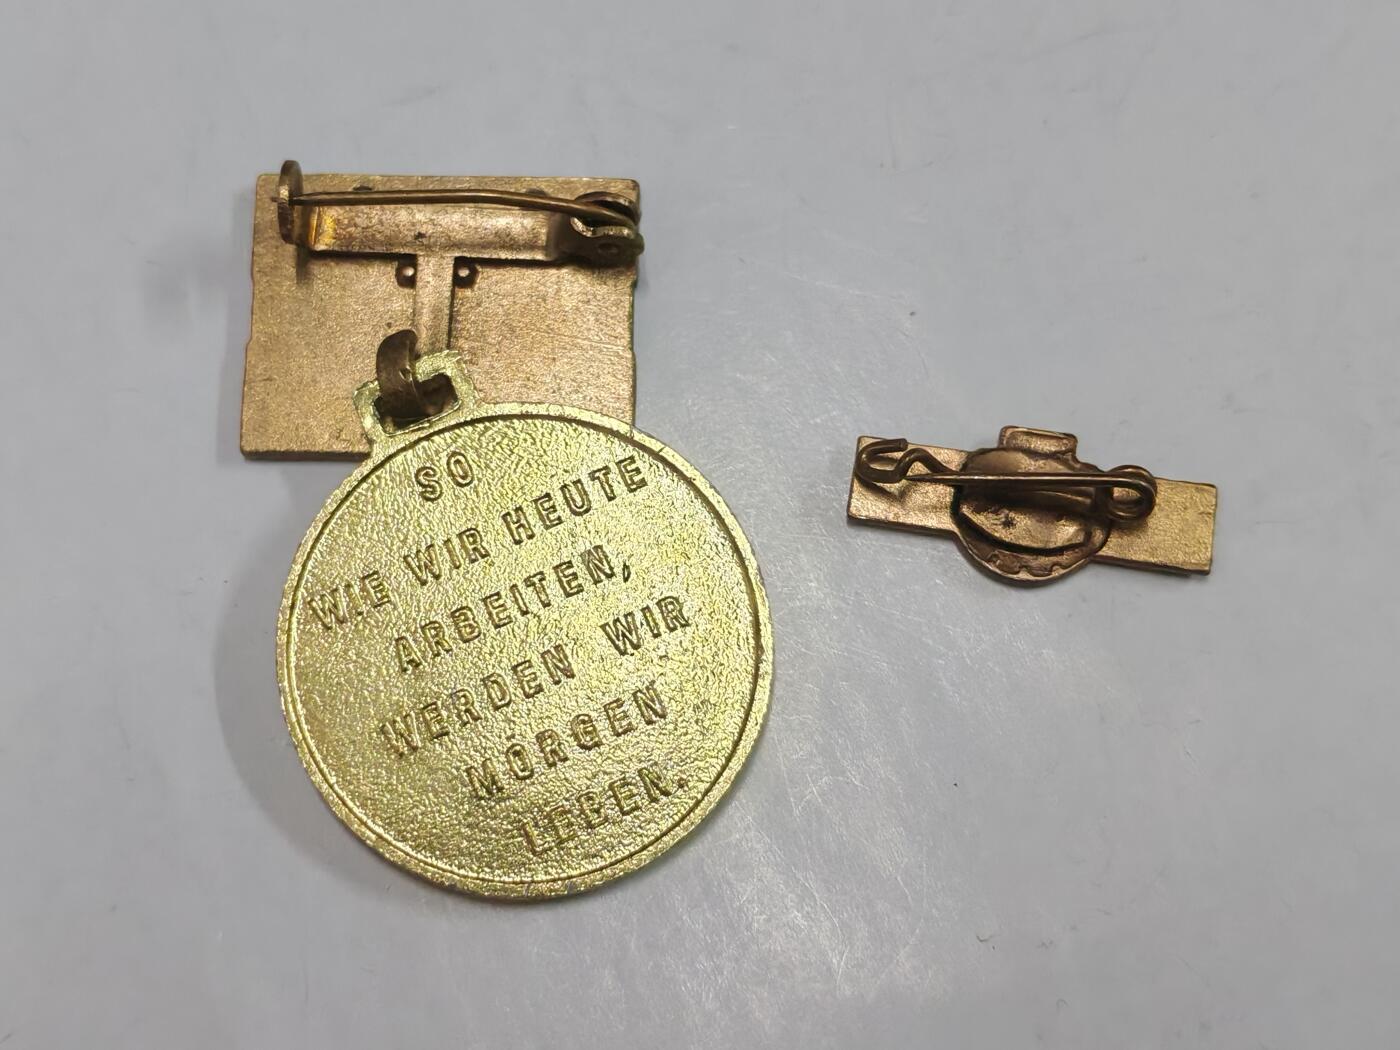 SO
WIE WIR HEUTE
ARBEITEN,
WERDEN WIR
MORGEN
LEBEN.